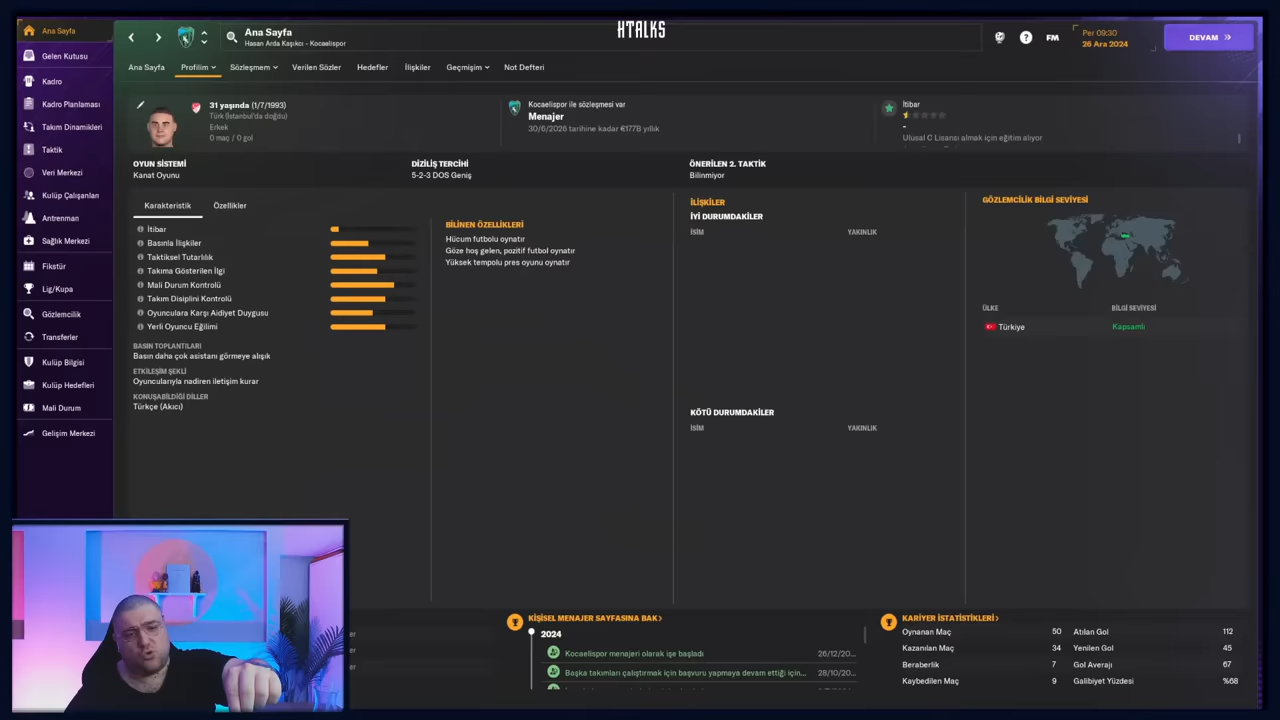 HTALKS
Ana Sayfa
Gelen Kutusu
Kadro
Kadro Planlaması
Takım Dinamikleri
Taktik
Veri Merkezi
Kulüp Çalışanları
Antrenman
Sağlık Merkezi
Fikstür
Lig/Kupa
Gözlemcilik
Transferler
Kulüp Bilgisi
Kulüp Hedefleri
Mali Durum
Gelişim Merkezi
Ana Sayfa
Hasan Arda Kaşıkcı - Kocaelispor
FM
Per 09:30
26 Ara 2024
DEVAM
Ana Sayfa Profilim Sözleşmem Verilen Sözler Hedefler İlişkiler Geçmişim Not Defteri
31 yaşında (1/7/1993)
Türk (İstanbul'da doğdu)
Erkek
0 maç / 0 gol
Kocaelispor ile sözleşmesi var
Menajer
30/6/2026 tarihine kadar €177B yıllık
İtibar
-
Ulusal C Lisansı almak için eğitim alıyor
OYUN SİSTEMİ
Kanat Oyunu
DİZİLİŞ TERCİHİ
5-2-3 DOS Geniş
ÖNERİLEN 2. TAKTİK
Bilinmiyor
Karakteristik Özellikler
İtibar
Basınla İlişkiler
Taktiksel Tutarlılık
Takıma Gösterilen İlgi
Mali Durum Kontrolü
Takım Disiplini Kontrolü
Oyunculara Karşı Aidiyet Duygusu
Yerli Oyuncu Eğilimi
BASIN TOPLANTILARI
Basın daha çok asistanı görmeye alışık
ETKİLEŞİM ŞEKLİ
Oyuncularıyla nadiren iletişim kurar
KONUŞABİLDİĞİ DİLLER
Türkçe (Akıcı)
BİLİNEN ÖZELLİKLERİ
Hücum futbolu oynatır
Göze hoş gelen, pozitif futbol oynatır
Yüksek tempolu pres oyunu oynatır
İLİŞKİLER
İYİ DURUMDAKİLER
İSİM YAKINLIK
KÖTÜ DURUMDAKİLER
İSİM YAKINLIK
GÖZLEMCİLİK BİLGİ SEVİYESİ
ÜLKE BİLGİ SEVİYESİ
Türkiye Kapsamlı
KİŞİSEL MENAJER SAYFASINA BAK
2024
Kocaelispor menajeri olarak işe başladı 26/12/20...
Başka takımları çalıştırmak için başvuru yapmaya devam ettiği için... 28/10/20...
KARİYER İSTATİSTİKLERİ
Oynanan Maç 50 Atılan Gol 112
Kazanılan Maç 34 Yenilen Gol 45
Beraberlik 7 Gol Averajı 67
Kaybedilen Maç 9 Galibiyet Yüzdesi %68